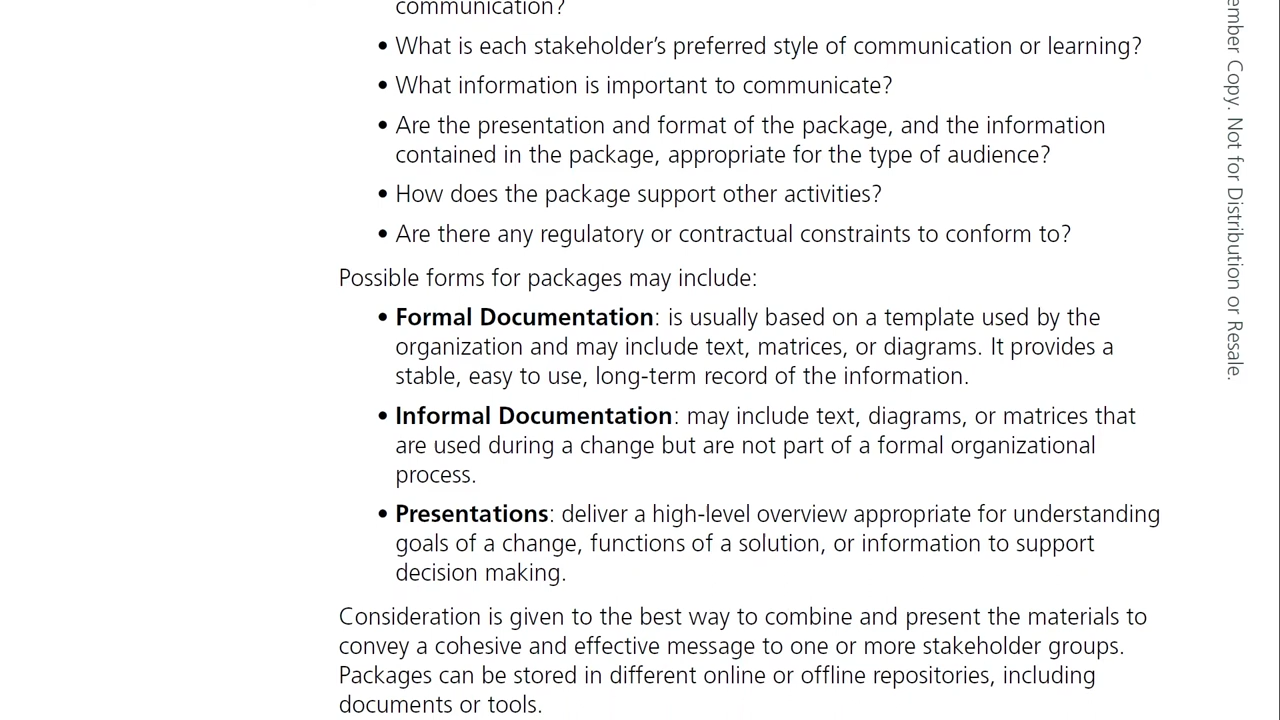 communication?
• What is each stakeholder's preferred style of communication or learning?
• What information is important to communicate?
• Are the presentation and format of the package, and the information
contained in the package, appropriate for the type of audience?
• How does the package support other activities?
• Are there any regulatory or contractual constraints to conform to?
Possible forms for packages may include:
• Formal Documentation: is usually based on a template used by the
organization and may include text, matrices, or diagrams. It provides a
stable, easy to use, long-term record of the information.
• Informal Documentation: may include text, diagrams, or matrices that
are used during a change but are not part of a formal organizational
process.
• Presentations: deliver a high-level overview appropriate for understanding
goals of a change, functions of a solution, or information to support
decision making.
Consideration is given to the best way to combine and present the materials to
convey a cohesive and effective message to one or more stakeholder groups.
Packages can be stored in different online or offline repositories, including
documents or tools.
ember Copy. Not for Distribution or Resale.